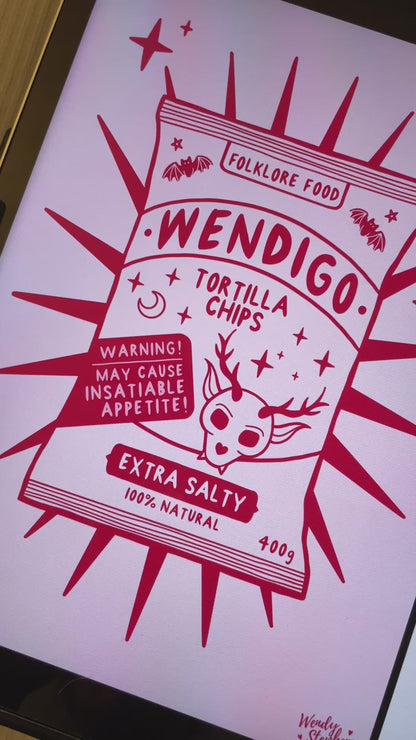 FOLKLORE FOOD
·WENDIGO·
TORTILLA
CHIPS
WARNING!
MAY CAUSE
INSATIABLE
APPETITE!
EXTRA SALTY
100% NATURAL
400g
Wendy